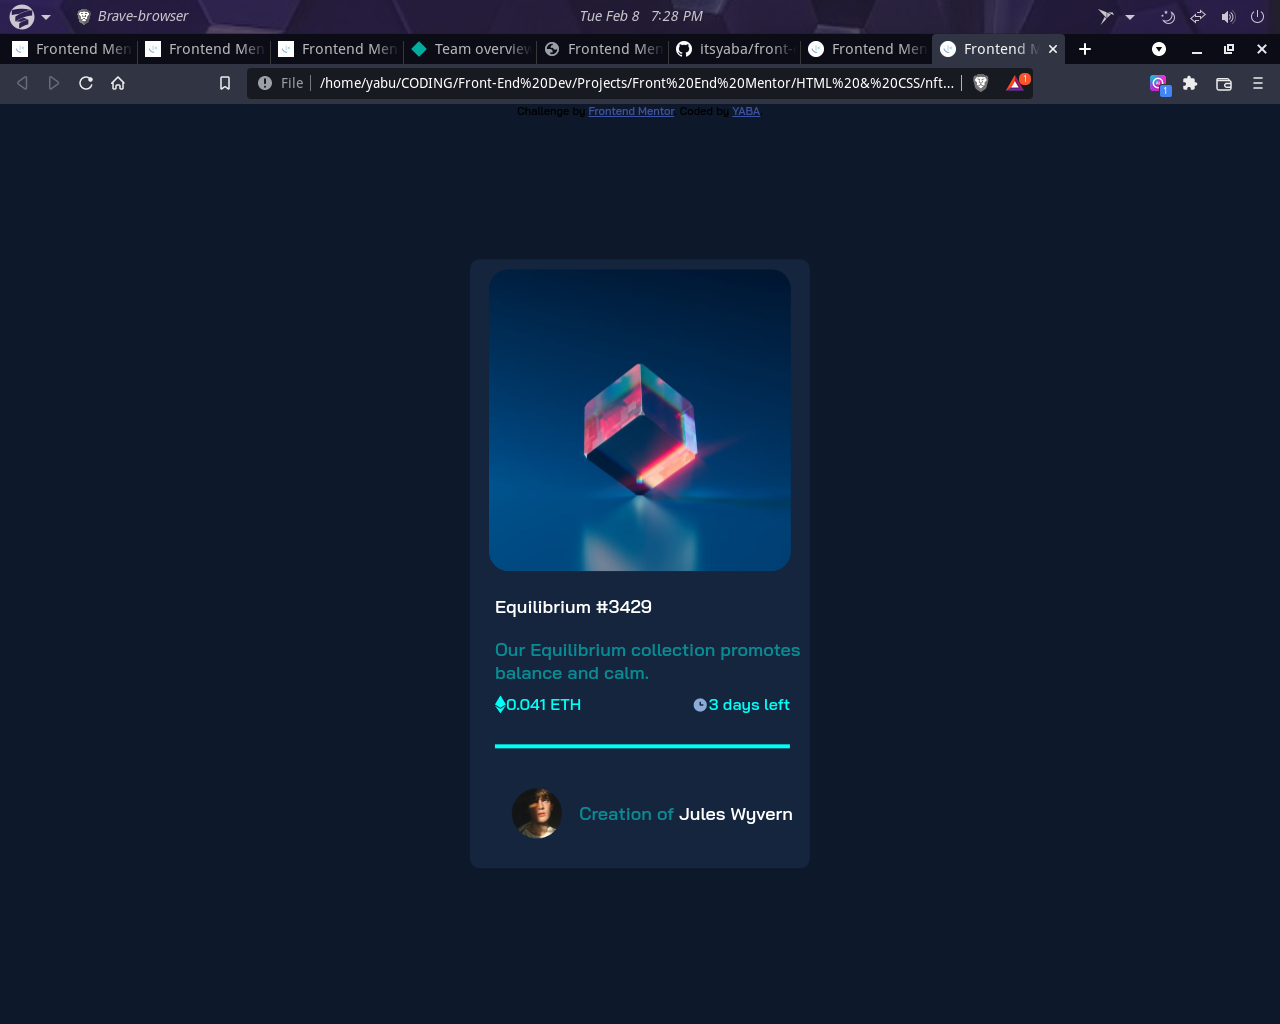 Brave-browser
Tue Feb 8 7:28 PM
Frontend Men
Frontend Men
Frontend Men
Team overview
Frontend Men
itsyaba/front-
Frontend Men
Frontend M
File
/home/yabu/CODING/Front-End%20Dev/Projects/Front%20End%20Mentor/HTML%20&%20CSS/nft...
1
1
Challenge by Frontend Mentor. Coded by YABA
Equilibrium #3429
Our Equilibrium collection promotes
balance and calm.
0.041 ETH
3 days left
Creation of Jules Wyvern